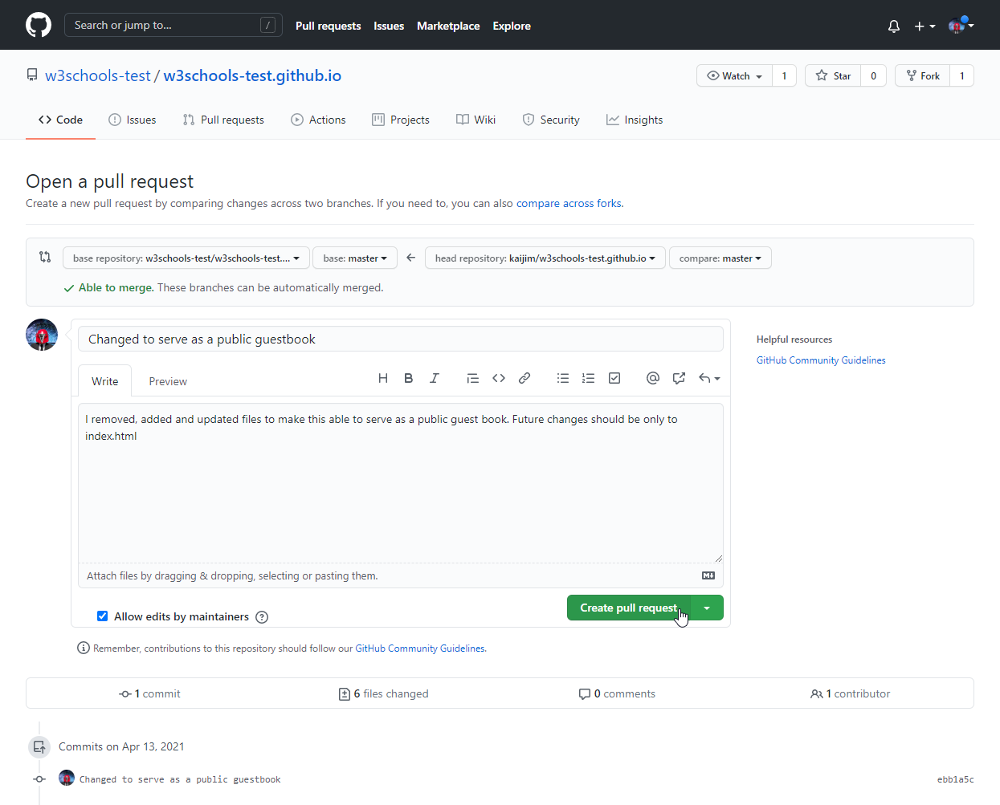 Search or jump to... / Pull requests Issues Marketplace Explore
w3schools-test / w3schools-test.github.io Watch 1 Star 0 Fork 1
Code Issues Pull requests Actions Projects Wiki Security Insights
Open a pull request
Create a new pull request by comparing changes across two branches. If you need to, you can also compare across forks.
base repository: w3schools-test/w3schools-test.... base: master head repository: kaijim/w3schools-test.github.io compare: master
Able to merge. These branches can be automatically merged.
Changed to serve as a public guestbook
Helpful resources
GitHub Community Guidelines
Write Preview H B I
I removed, added and updated files to make this able to serve as a public guest book. Future changes should be only to
index.html
Attach files by dragging & dropping, selecting or pasting them.
Allow edits by maintainers ? Create pull request
Remember, contributions to this repository should follow our GitHub Community Guidelines.
1 commit 6 files changed 0 comments 1 contributor
Commits on Apr 13, 2021
Changed to serve as a public guestbook ebb1a5c